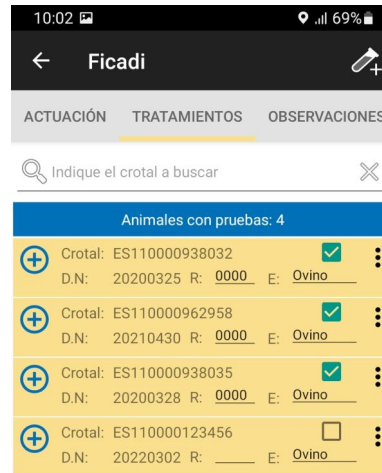 10:02 69%
Ficadi
ACTUACIÓN TRATAMIENTOS OBSERVACIONES
Indique el crotal a buscar
Animales con pruebas: 4
Crotal: ES110000938032
D.N: 20200325 R: 0000 E: Ovino
Crotal: ES110000962958
D.N: 20210430 R: 0000 E: Ovino
Crotal: ES110000938035
D.N: 20200328 R: 0000 E: Ovino
Crotal: ES110000123456
D.N: 20220302 R: E: Ovino